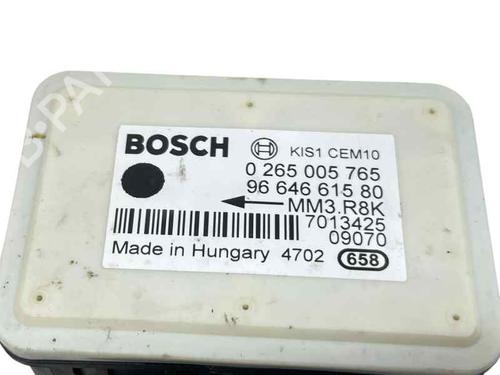 BOSCH KIS1 CEM10
0 265 005 765
96 646 615 80
MM3.R8K
7013425
09070
Made in Hungary 4702 658